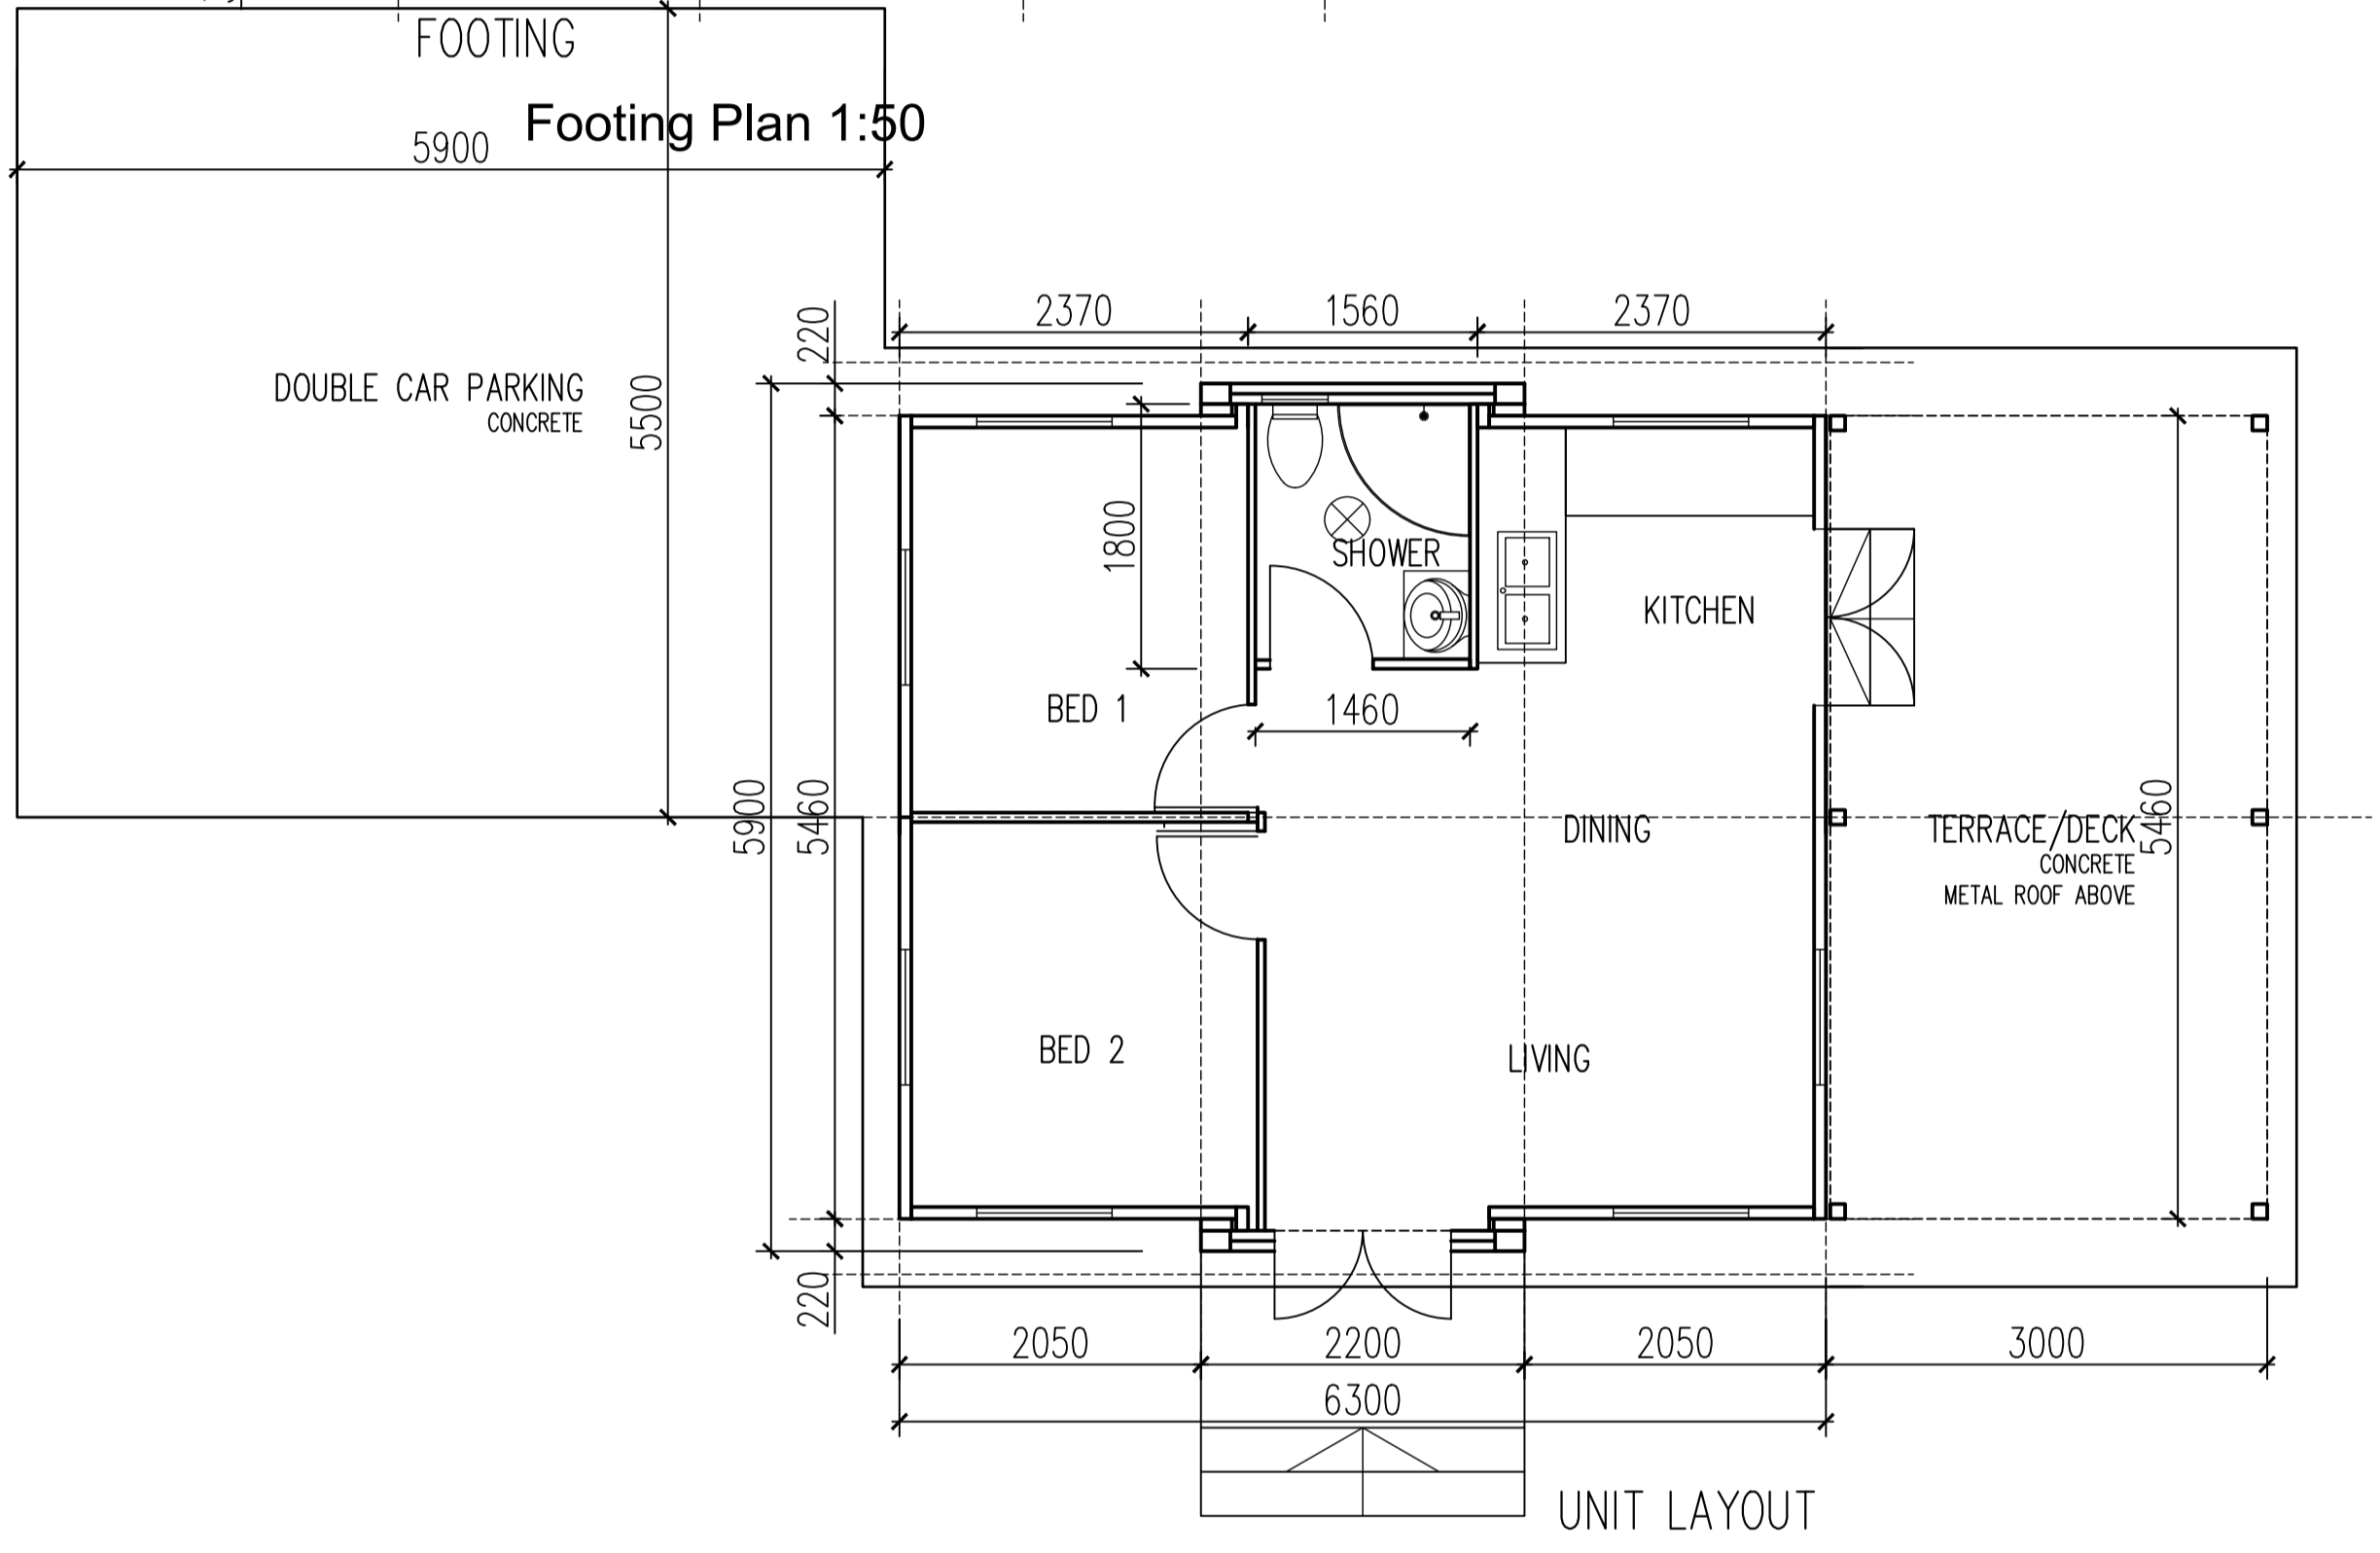 FOOTING
Footing Plan 1:50
5900
2370
1560
2370
220
DOUBLE CAR PARKING
CONCRETE
5500
1800
SHOWER
KITCHEN
BED 1
1460
5900
5460
DINING
TERRACE/DECK
CONCRETE
METAL ROOF ABOVE
5460
BED 2
LIVING
220
2050
2200
2050
3000
6300
UNIT LAYOUT